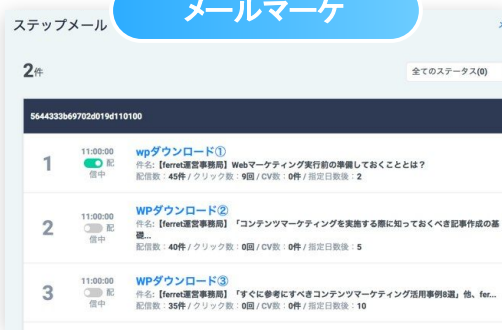 メールマーケ
ステップメール
2件
全てのステータス(0)
5644333b69702d019d110100
1
11:00:00
配
信中
wpダウンロード①
件名:【ferret運営事務局】Webマーケティング実行前の準備しておくこととは？
配信数：45件 / クリック数：9回 / CV数：0件 / 指定日数後：2
2
11:00:00
配
信中
WPダウンロード②
件名:【ferret運営事務局】「コンテンツマーケティングを実施する際に知っておくべき記事作成の基
礎...
配信数：40件 / クリック数：0回 / CV数：0件 / 指定日数後：5
3
11:00:00
配
信中
WPダウンロード③
件名:【ferret運営事務局】「すぐに参考にすべきコンテンツマーケティング活用事例8選」他、fer...
配信数：35件 / クリック数：0回 / CV数：0件 / 指定日数後：10